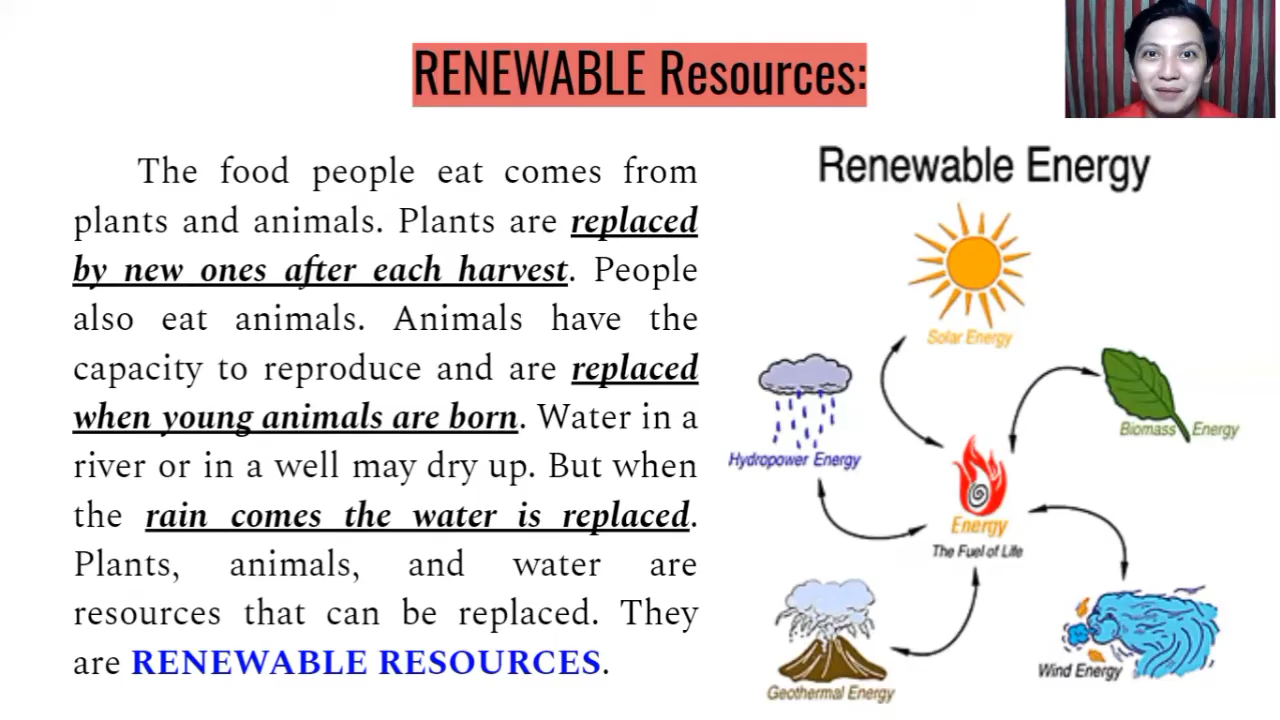 RENEWABLE Resources:
The food people eat comes from
plants and animals. Plants are replaced
by new ones after each harvest. People
also eat animals. Animals have the
capacity to reproduce and are replaced
when young animals are born. Water in a
river or in a well may dry up. But when
the rain comes the water is replaced.
Plants, animals, and water are
resources that can be replaced. They
are RENEWABLE RESOURCES.
Renewable Energy
Solar Energy
Biomass Energy
Hydropower Energy
Energy
The Fuel of Life
Wind Energy
Geothermal Energy